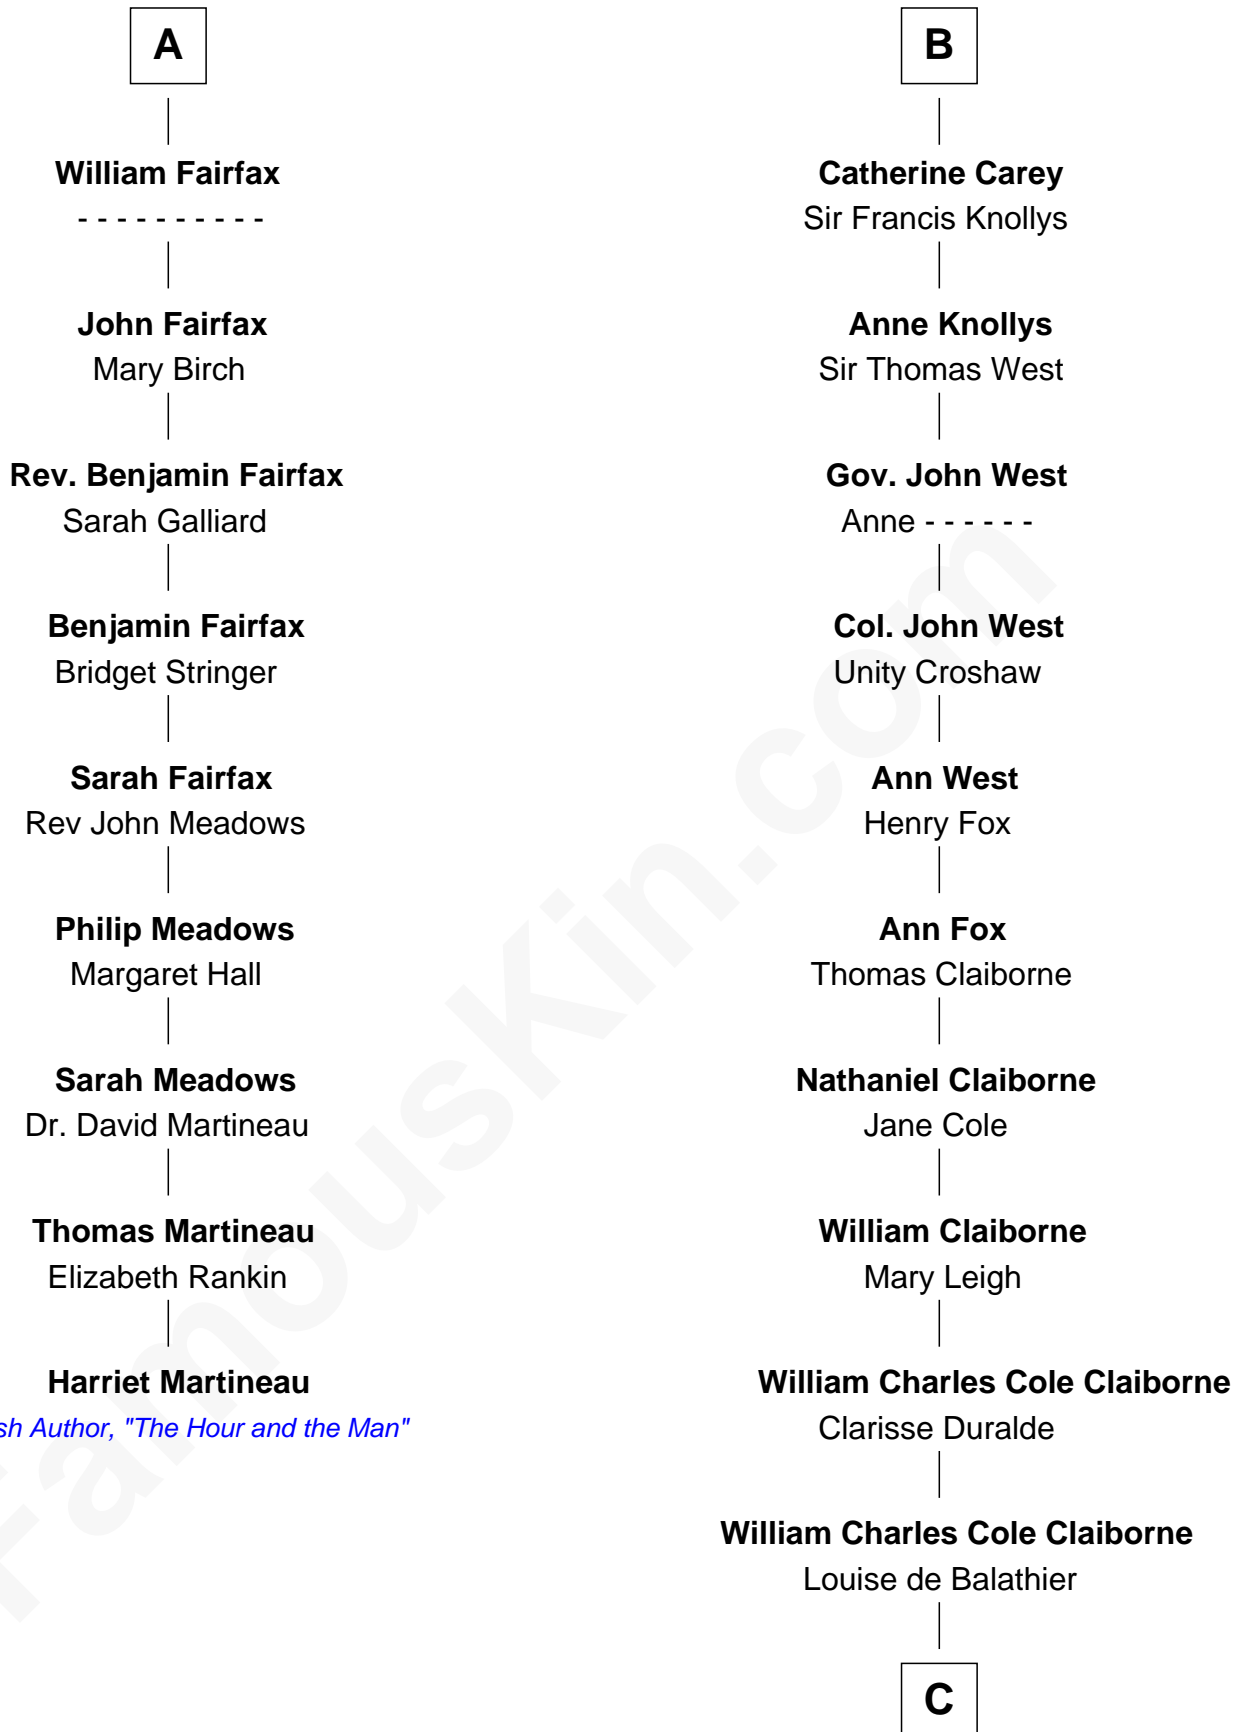 A
William Fairfax
- - - - - - - - - -
John Fairfax
Mary Birch
Rev. Benjamin Fairfax
Sarah Galliard
Benjamin Fairfax
Bridget Stringer
Sarah Fairfax
Rev John Meadows
Philip Meadows
Margaret Hall
Sarah Meadows
Dr. David Martineau
Thomas Martineau
Elizabeth Rankin
Harriet Martineau
sh Author, "The Hour and the Man"
B
Catherine Carey
Sir Francis Knollys
Anne Knollys
Sir Thomas West
Gov. John West
Anne - - - - - -
Col. John West
Unity Croshaw
Ann West
Henry Fox
Ann Fox
Thomas Claiborne
Nathaniel Claiborne
Jane Cole
William Claiborne
Mary Leigh
William Charles Cole Claiborne
Clarisse Duralde
William Charles Cole Claiborne
Louise de Balathier
C
FamousKin.com